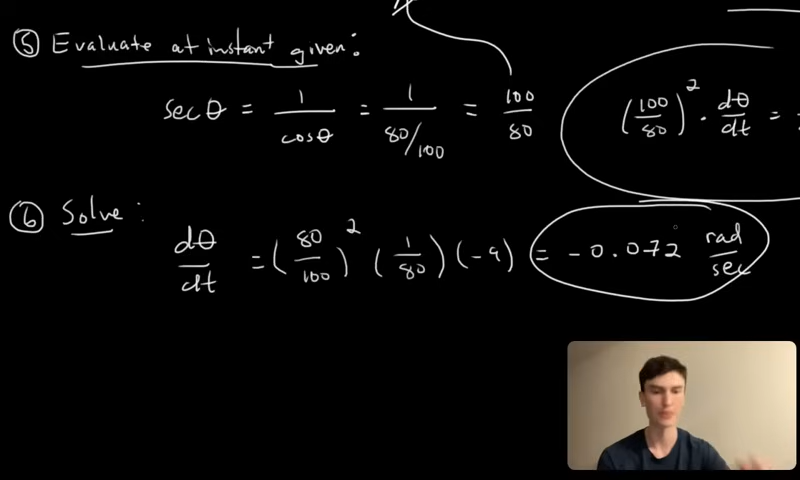 ⑤ Evaluate at instant given:
secθ = 1/cosθ = 1/(80/100) = 100/80
(100/80)² · dθ/dt =
⑥ Solve:
dθ/dt = (80/100)² (1/80) (-9) = -0.072 rad/sec